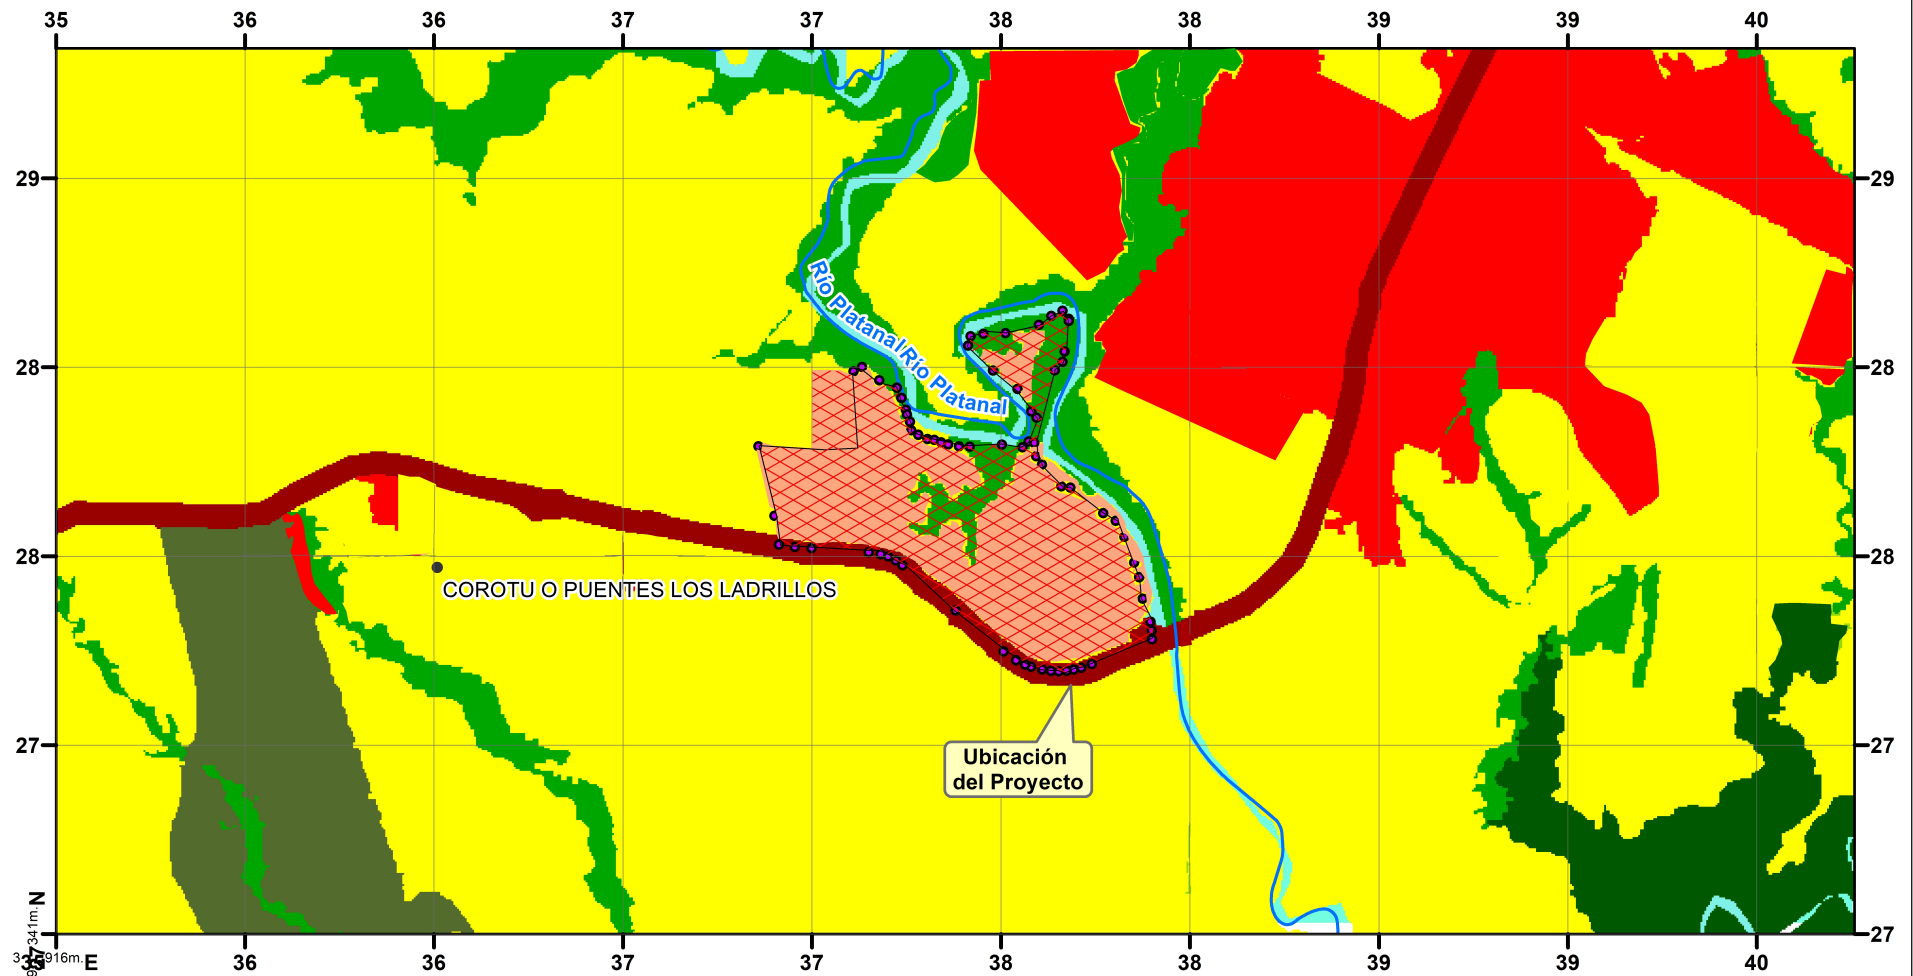 35 36 36 37 37 38 38 39 39 40
29 29
Río Platanal
Río Platanal
28 28
28 28
COROTU O PUENTES LOS LADRILLOS
27 27
Ubicación
del Proyecto
27
N
341m.
916m. E
36 36 37 37 38 38 39 39 40